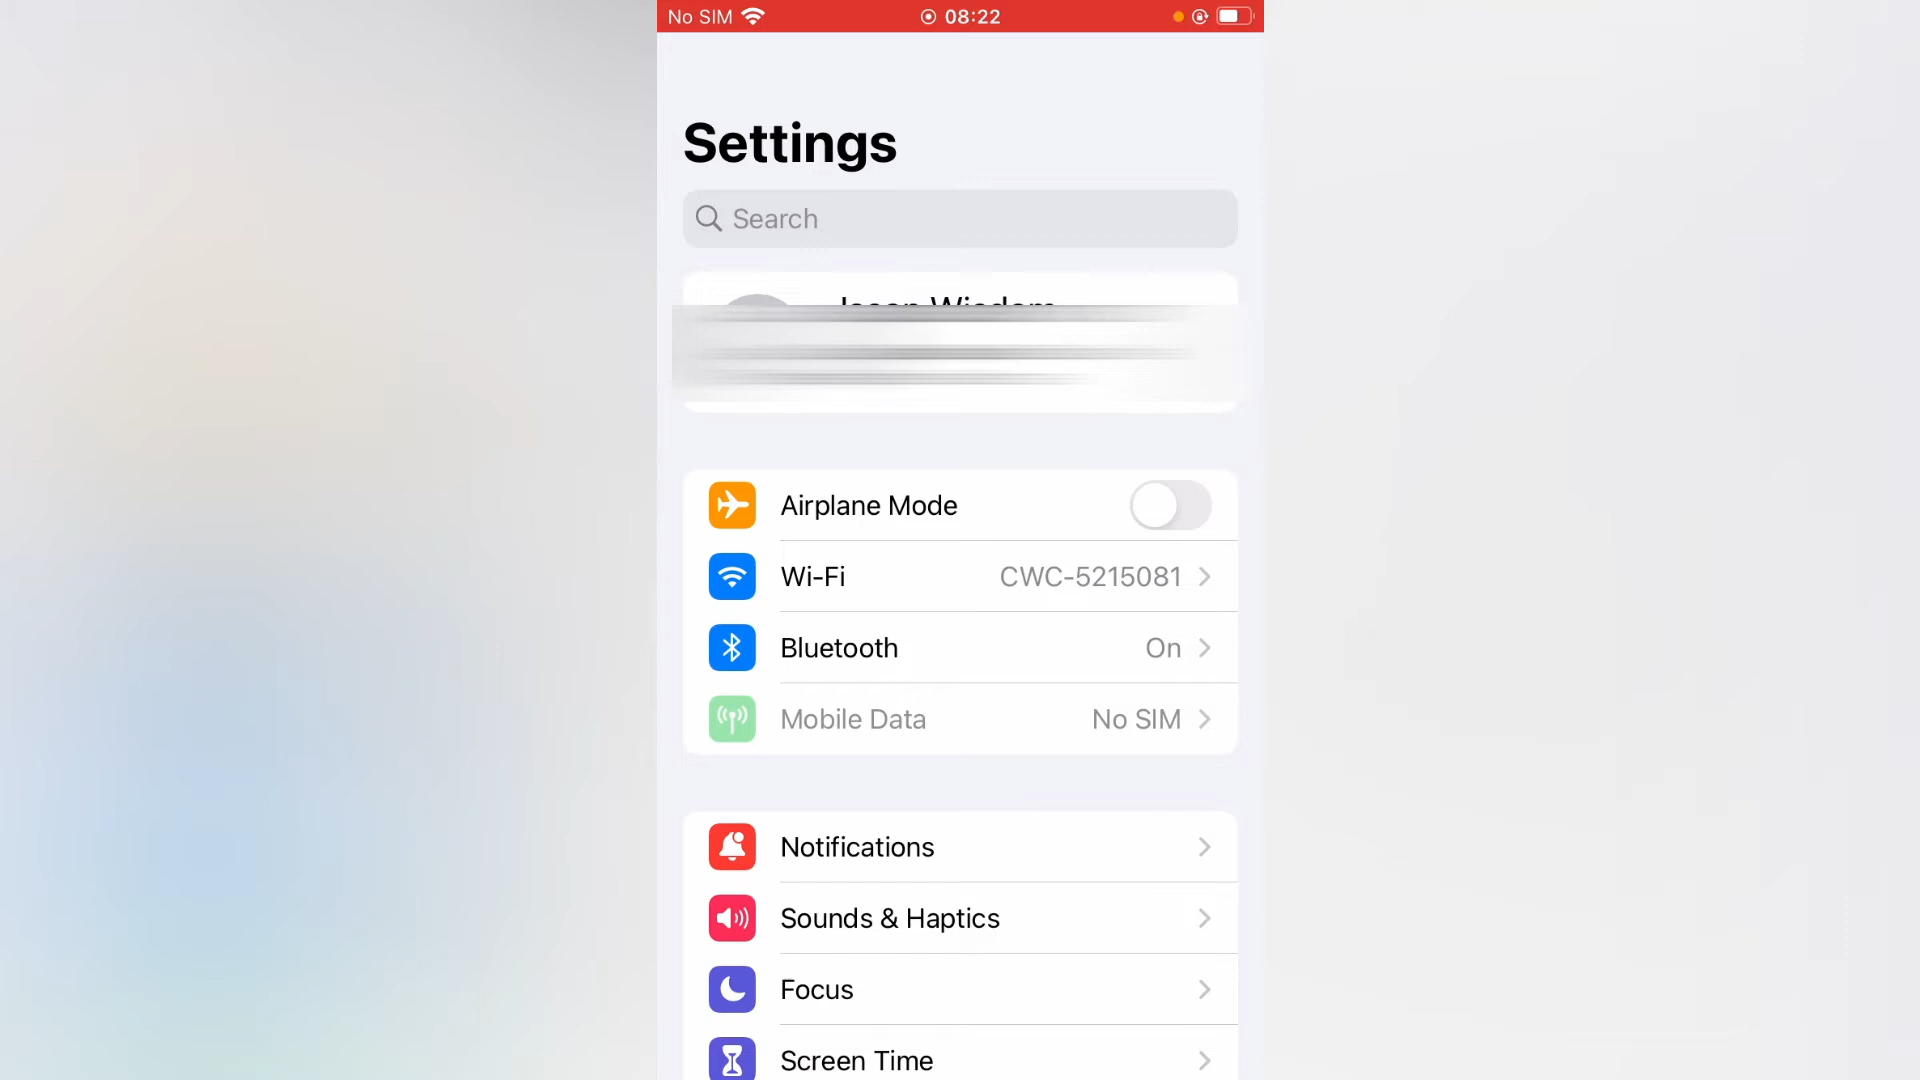 No SIM 08:22
Settings
Search
Airplane Mode
Wi-Fi CWC-5215081
Bluetooth On
Mobile Data No SIM
Notifications
Sounds & Haptics
Focus
Screen Time